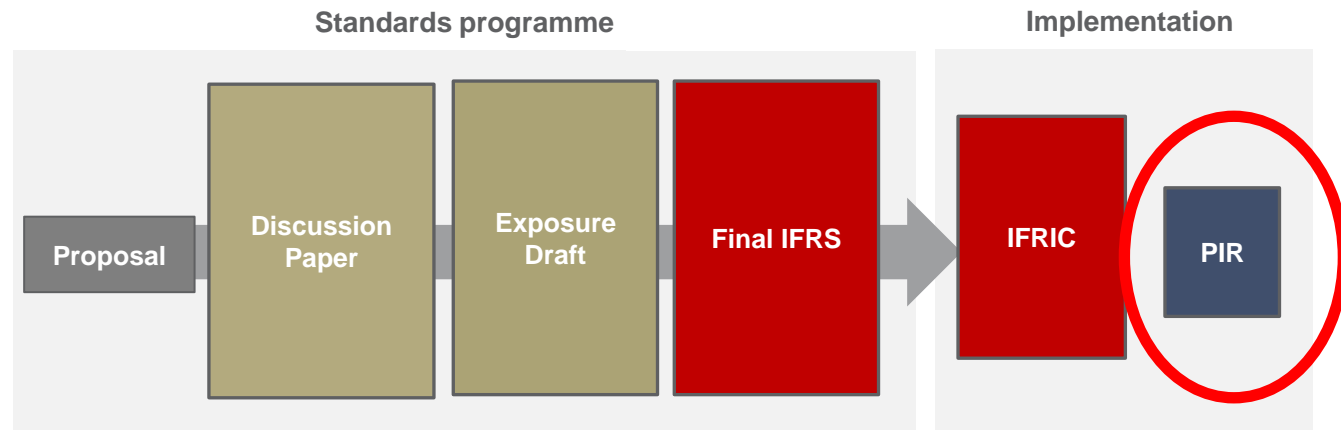 Standards programme
Implementation
Proposal
Discussion
Paper
Exposure
Draft
Final IFRS
IFRIC
PIR